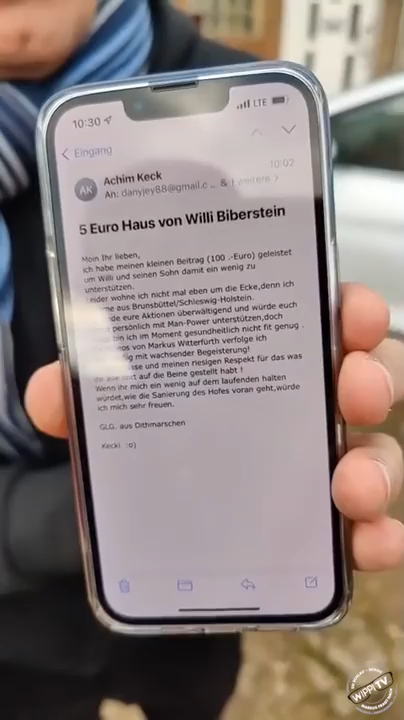 10:30
LTE
Eingang
10:02
AK
Achim Keck
An: danyjey88@gmail.c... & 1 weitere >
5 Euro Haus von Willi Biberstein
Moin Ihr lieben,
ich habe meinen kleinen Beitrag (100 .-Euro) geleistet
um Willi und seinen Sohn damit ein wenig zu
unterstützen.
Leider wohne ich nicht mal eben um die Ecke,denn ich
aus Brunsbüttel/Schleswig-Holstein.
eure Aktionen überwältigend und würde euch
persönlich mit Man-Power unterstützen,doch
bin ich im Moment gesundheitlich nicht fit genug .
von Markus Witterfürth verfolge ich
mit wachsender Begeisterung!
und meinen riesigen Respekt für das was
auf die Beine gestellt habt !
Wenn ihr mich ein wenig auf dem laufenden halten
würdet,wie die Sanierung des Hofes voran geht,würde
ich mich sehr freuen.
GLG. aus Dithmarschen
Kecki :o)
WIPPI TV